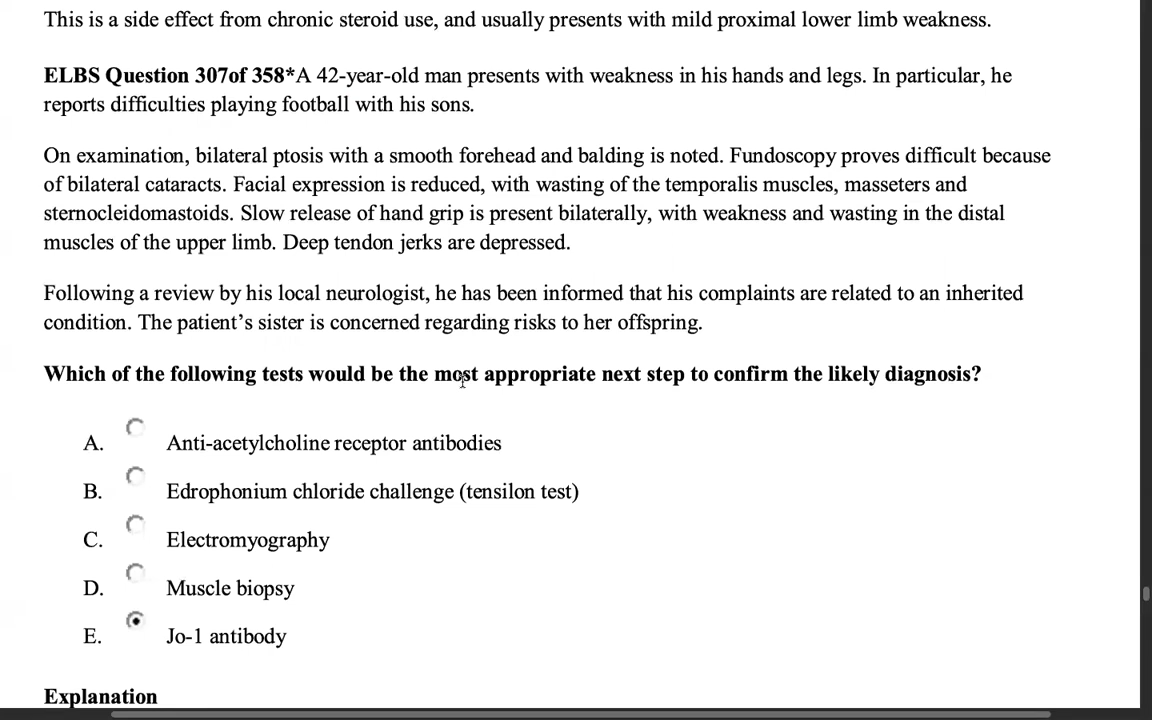 This is a side effect from chronic steroid use, and usually presents with mild proximal lower limb weakness.
ELBS Question 307of 358*A 42-year-old man presents with weakness in his hands and legs. In particular, he
reports difficulties playing football with his sons.
On examination, bilateral ptosis with a smooth forehead and balding is noted. Fundoscopy proves difficult because
of bilateral cataracts. Facial expression is reduced, with wasting of the temporalis muscles, masseters and
sternocleidomastoids. Slow release of hand grip is present bilaterally, with weakness and wasting in the distal
muscles of the upper limb. Deep tendon jerks are depressed.
Following a review by his local neurologist, he has been informed that his complaints are related to an inherited
condition. The patient’s sister is concerned regarding risks to her offspring.
Which of the following tests would be the most appropriate next step to confirm the likely diagnosis?
A. Anti-acetylcholine receptor antibodies
B. Edrophonium chloride challenge (tensilon test)
C. Electromyography
D. Muscle biopsy
E. Jo-1 antibody
Explanation